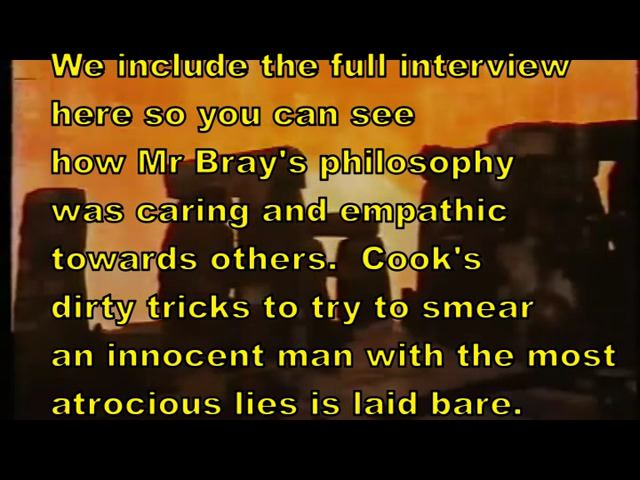 We include the full interview
here so you can see
how Mr Bray's philosophy
was caring and empathic
towards others.  Cook's
dirty tricks to try to smear
an innocent man with the most
atrocious lies is laid bare.